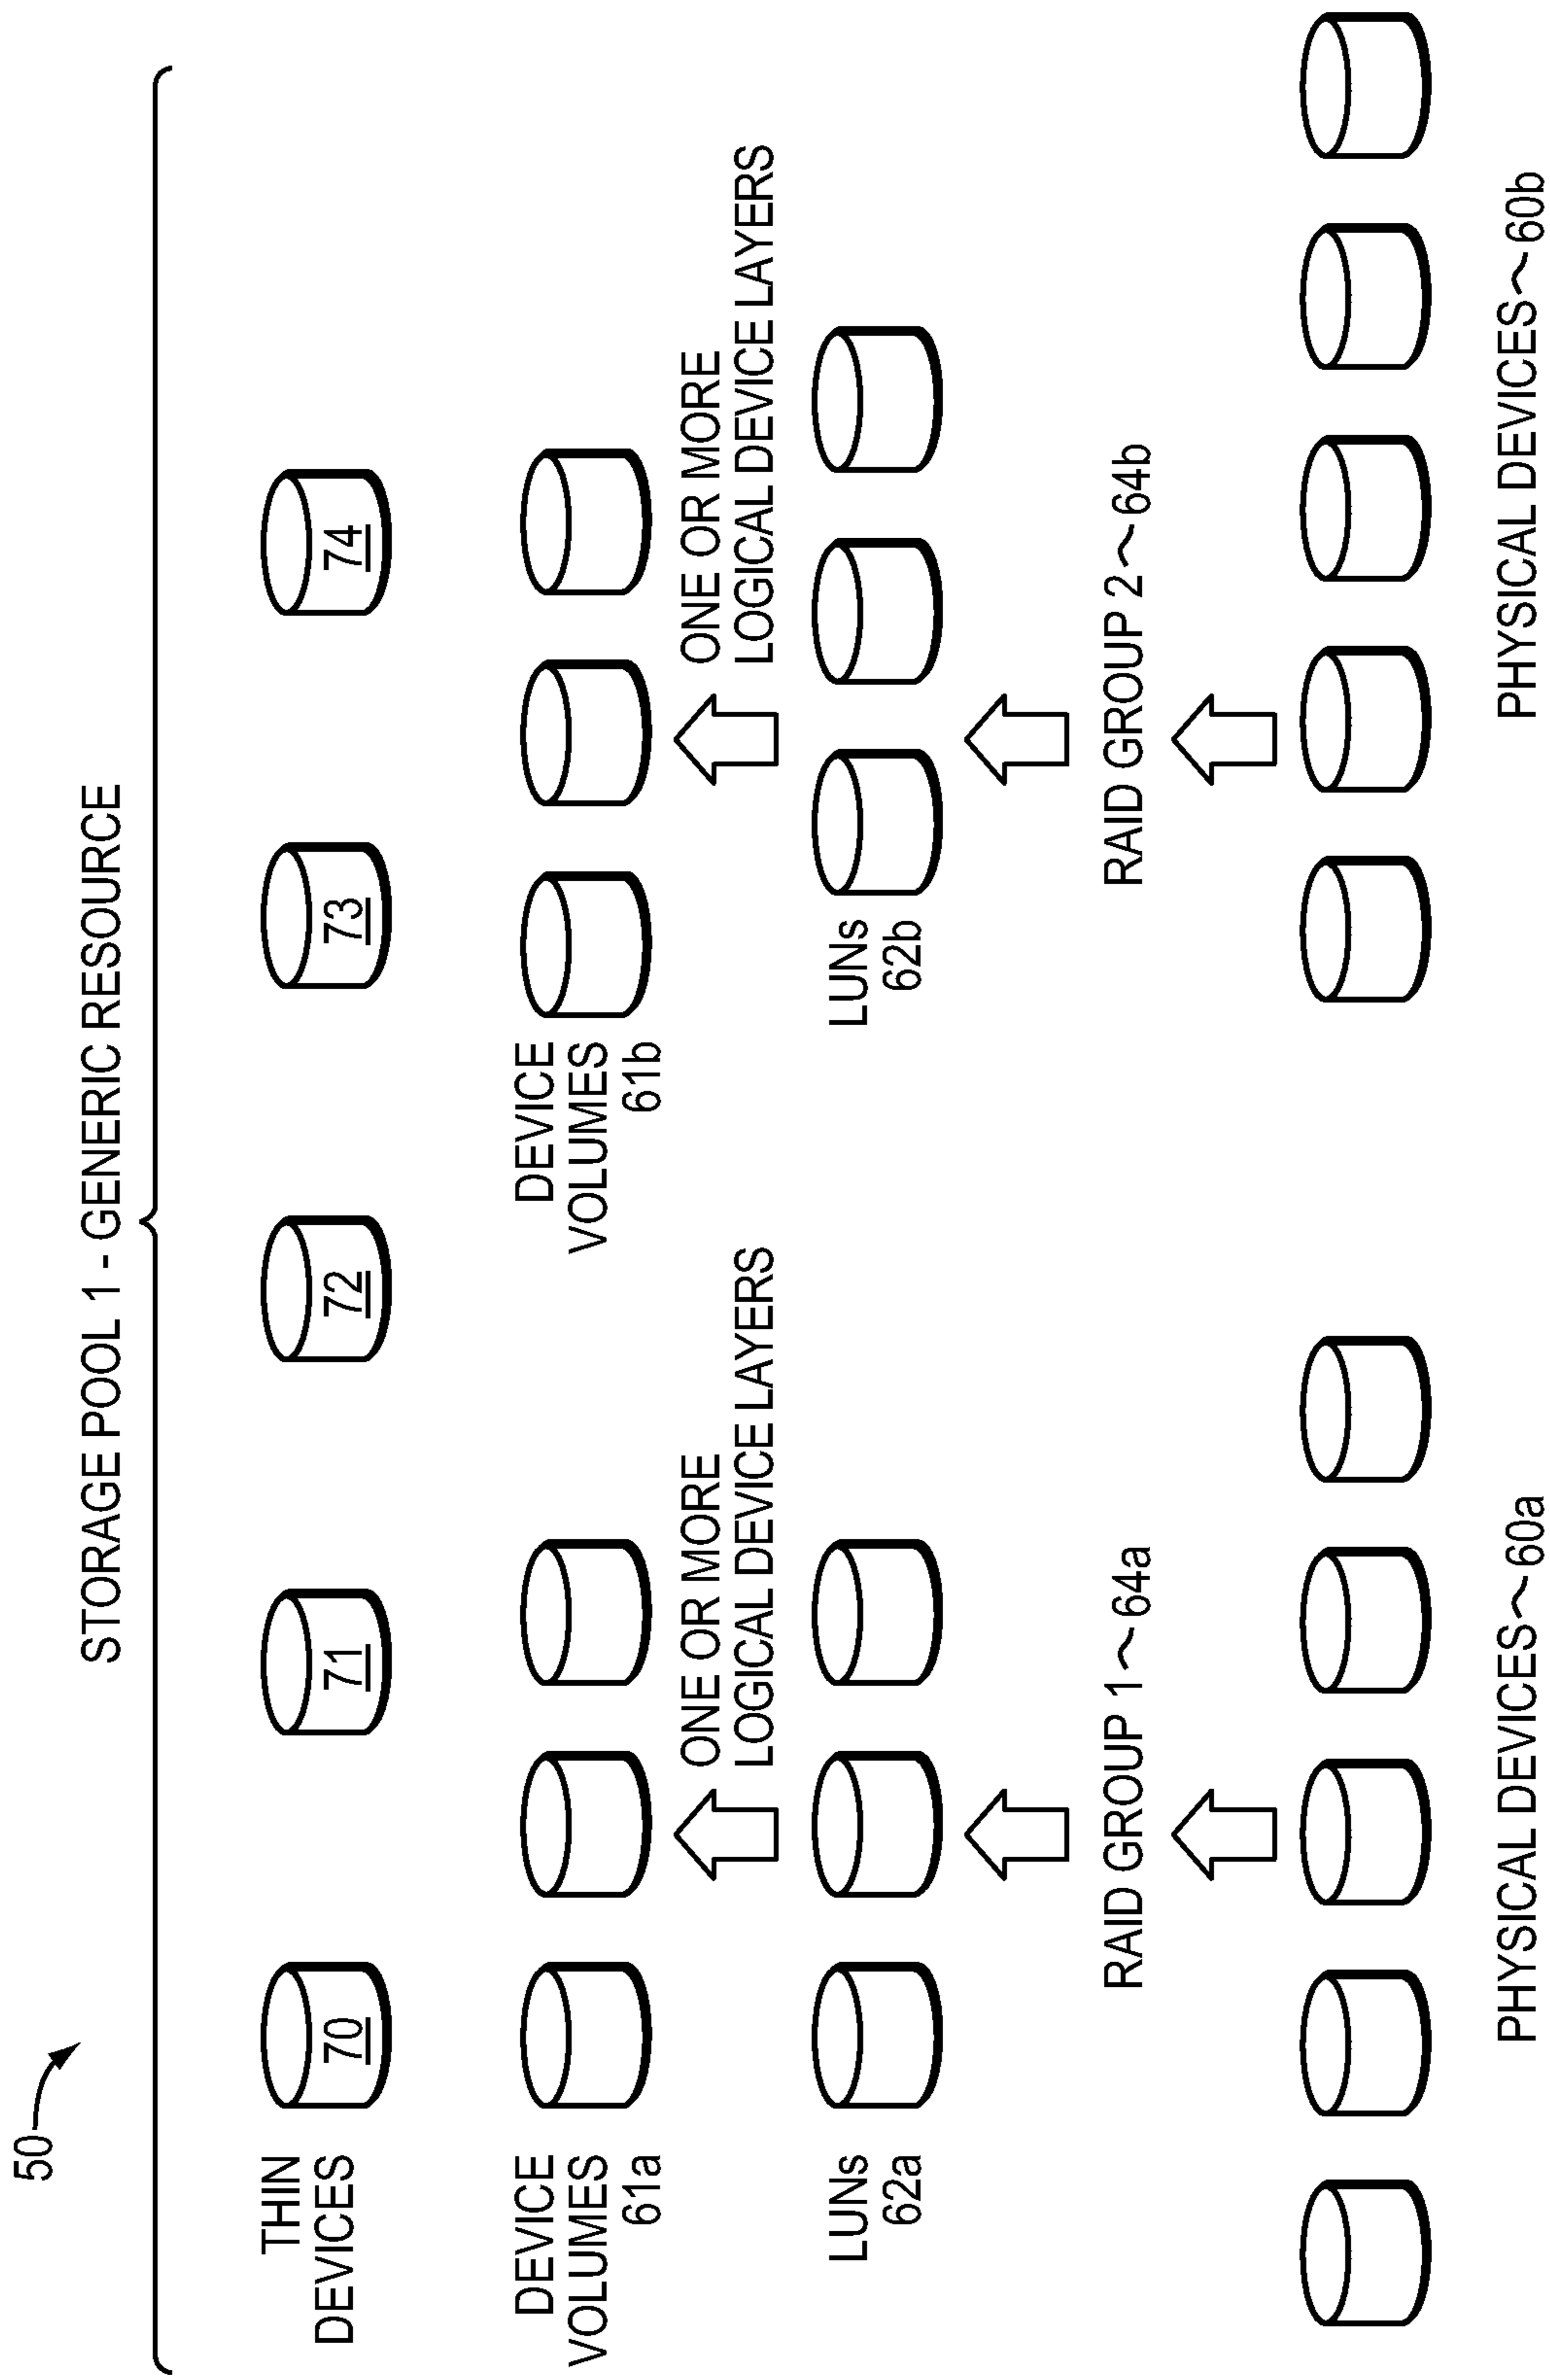 50
STORAGE POOL 1 - GENERIC RESOURCE
THIN
DEVICES
70
71
72
73
74
DEVICE
VOLUMES
61a
DEVICE
VOLUMES
61b
ONE OR MORE
LOGICAL DEVICE LAYERS
ONE OR MORE
LOGICAL DEVICE LAYERS
LUNs
62a
LUNs
62b
RAID GROUP 1~64a
RAID GROUP 2~64b
PHYSICAL DEVICES~60a
PHYSICAL DEVICES~60b